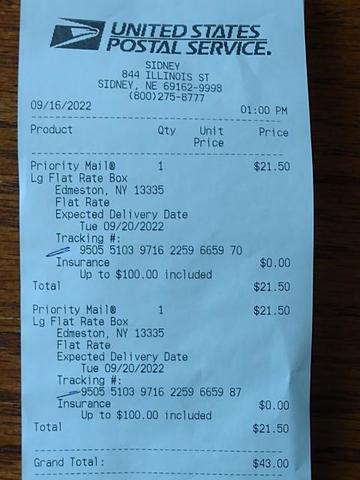 UNITED STATES
POSTAL SERVICE.
SIDNEY
844 ILLINOIS ST
SIDNEY, NE 69162-9998
(800)275-8777
09/16/2022 01:00 PM
Product Qty Unit Price
Price
Priority Mail® 1 $21.50
Lg Flat Rate Box
Edmeston, NY 13335
Flat Rate
Expected Delivery Date
Tue 09/20/2022
Tracking #:
9505 5103 9716 2259 6659 70
Insurance $0.00
Up to $100.00 included
Total $21.50
Priority Mail® 1 $21.50
Lg Flat Rate Box
Edmeston, NY 13335
Flat Rate
Expected Delivery Date
Tue 09/20/2022
Tracking #:
9505 5103 9716 2259 6659 87
Insurance $0.00
Up to $100.00 included
Total $21.50
Grand Total: $43.00